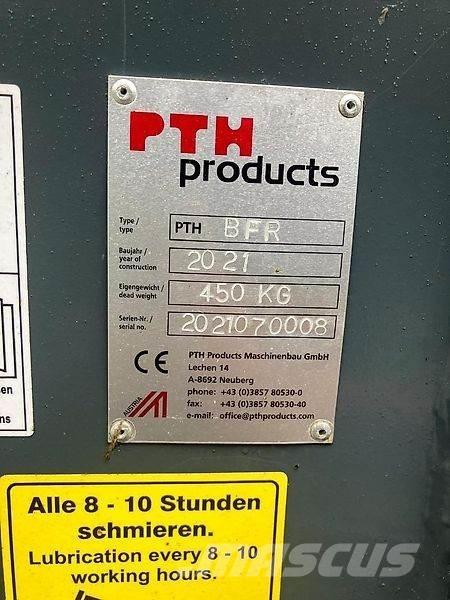 PTH
products
Type /
type
PTH BFR
Baujahr /
year of
construction
2021
Eigengewicht /
dead weight
450 KG
Serien-Nr. /
serial no.
2021070008
CE
PTH Products Maschinenbau GmbH
Lechen 14
A-8692 Neuberg
phone: +43 (0)3857 80530-0
fax: +43 (0)3857 80530-40
e-mail: office@pthproducts.com
AUSTRIA
Alle 8 - 10 Stunden
schmieren.
Lubrication every 8 - 10
working hours.
MASCUS